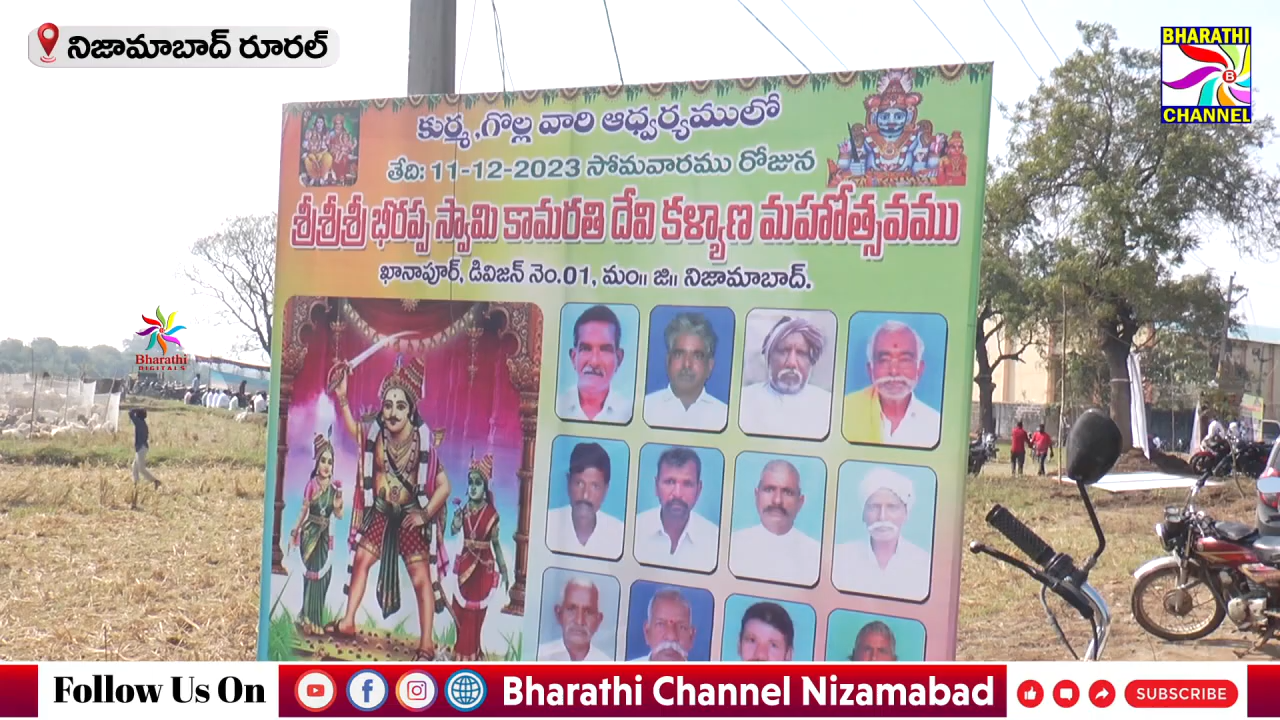 నిజామాబాద్ రూరల్
BHARATHI
B
CHANNEL
కుర్మ ,గొల్ల వారి ఆధ్వర్యములో
తేది: 11-12-2023 సోమవారము రోజున
శ్రీశ్రీశ్రీ భీరప్ప స్వామి కామరతి దేవి కళ్యాణ మహోత్సవము
ఖానాపూర్, డివిజన్ నెం.01, మం॥ జి॥ నిజామాబాద్.
Bharathi
DIGITALS
Follow Us On
Bharathi Channel Nizamabad
SUBSCRIBE